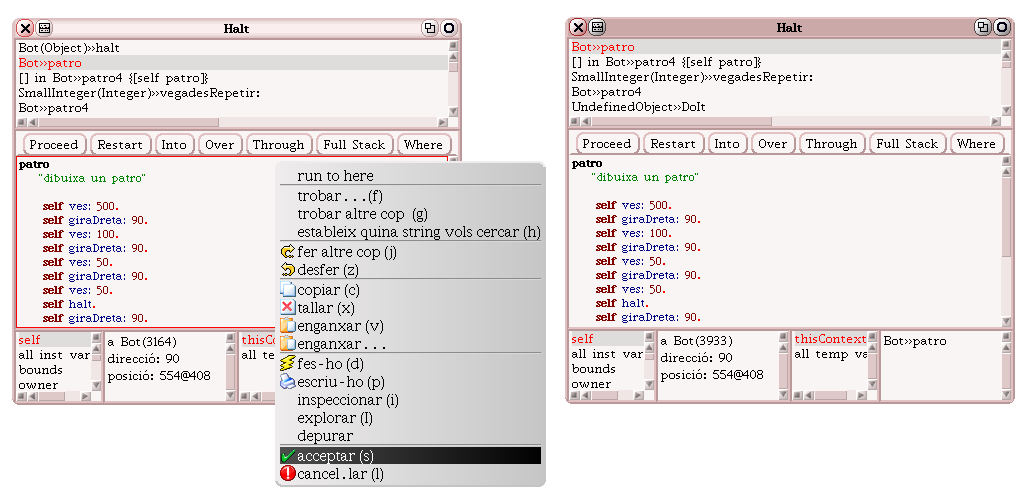 Halt
Bot(Object)»halt
Bot»patro
[] in Bot»patro4 {[self patro]}
SmallInteger(Integer)»vegadesRepetir:
Bot»patro4
Proceed Restart Into Over Through Full Stack Where
patro
"dibuixa un patro"
self ves: 500.
self giraDreta: 90.
self ves: 100.
self giraDreta: 90.
self ves: 50.
self giraDreta: 90.
self ves: 50.
self halt.
self giraDreta: 90.
self
all inst var
bounds
owner
a Bot(3164)
direcció: 90
posició: 554@408
thisCo
all te
run to here
trobar...(f)
trobar altre cop (g)
estableix quina string vols cercar (h)
fer altre cop (j)
desfer (z)
copiar (c)
tallar (x)
enganxar (v)
enganxar...
fes-ho (d)
escriu-ho (p)
inspeccionar (i)
explorar (I)
depurar
acceptar (s)
cancel.lar (l)
Halt
Bot»patro
[] in Bot»patro4 {[self patro]}
SmallInteger(Integer)»vegadesRepetir:
Bot»patro4
UndefinedObject»DoIt
Proceed Restart Into Over Through Full Stack Where
patro
"dibuixa un patro"
self ves: 500.
self giraDreta: 90.
self ves: 100.
self giraDreta: 90.
self ves: 50.
self giraDreta: 90.
self ves: 50.
self halt.
self giraDreta: 90.
self
all inst var
bounds
owner
a Bot(3933)
direcció: 90
posició: 554@408
thisContext
all temp va
Bot»patro